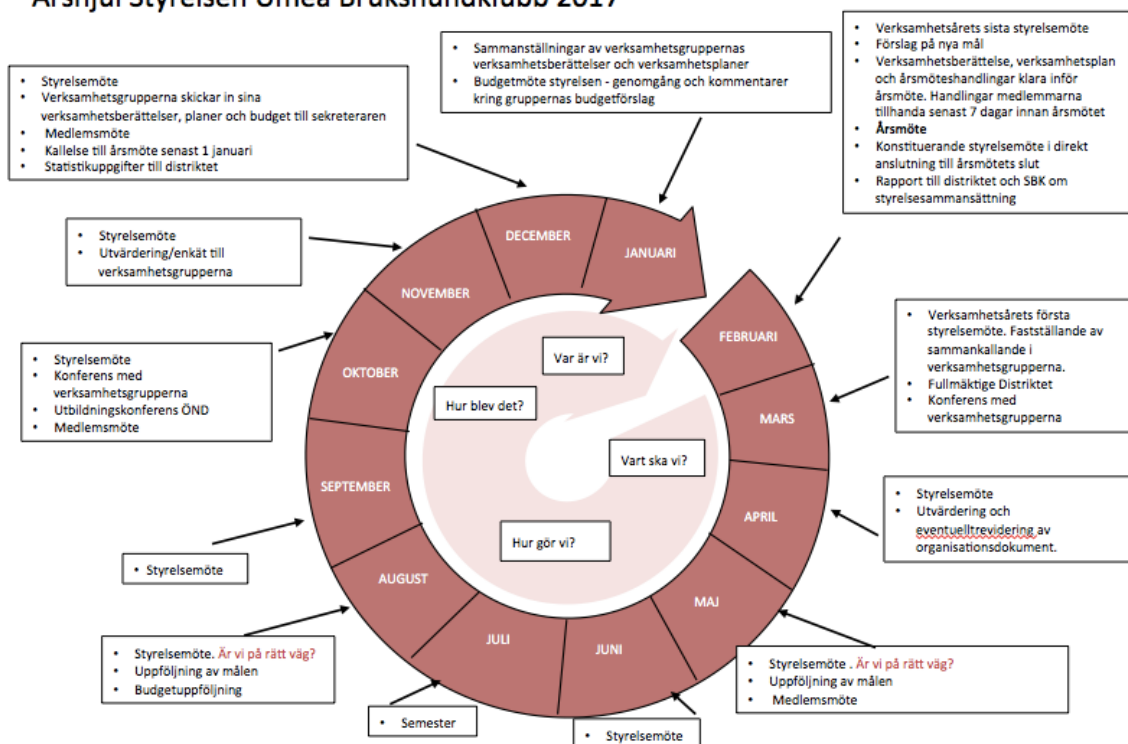 Årshjul Styrelsen Umeå Brukshundklubb 2017
• Verksamhetsårets sista styrelsemöte
• Förslag på nya mål
• Verksamhetsberättelse, verksamhetsplan
och årsmöteshandlingar klara inför
årsmöte. Handlingar medlemmarna
tillhanda senast 7 dagar innan årsmötet
• Årsmöte
• Konstituerande styrelsemöte i direkt
anslutning till årsmötets slut
• Rapport till distriktet och SBK om
styrelsesammansättning
• Sammanställningar av verksamhetsgruppernas
verksamhetsberättelser och verksamhetsplaner
• Budgetmöte styrelsen - genomgång och kommentarer
kring gruppernas budgetförslag
• Styrelsemöte
• Verksamhetsgrupperna skickar in sina
verksamhetsberättelser, planer och budget till sekreteraren
• Medlemsmöte
• Kallelse till årsmöte senast 1 januari
• Statistikuppgifter till distriktet
• Styrelsemöte
• Utvärdering/enkät till
verksamhetsgrupperna
• Styrelsemöte
• Konferens med
verksamhetsgrupperna
• Utbildningskonferens ÖND
• Medlemsmöte
• Styrelsemöte
• Styrelsemöte. Är vi på rätt väg?
• Uppföljning av målen
• Budgetuppföljning
• Semester
• Styrelsemöte
• Styrelsemöte . Är vi på rätt väg?
• Uppföljning av målen
• Medlemsmöte
• Styrelsemöte
• Utvärdering och
eventuelltrevidering av
organisationsdokument.
• Verksamhetsårets första
styrelsemöte. Fastställande av
sammankallande i
verksamhetsgrupperna.
• Fullmäktige Distriktet
• Konferens med
verksamhetsgrupperna
JANUARI
FEBRUARI
MARS
APRIL
MAJ
JUNI
JULI
AUGUST
SEPTEMBER
OKTOBER
NOVEMBER
DECEMBER
Var är vi?
Hur blev det?
Vart ska vi?
Hur gör vi?